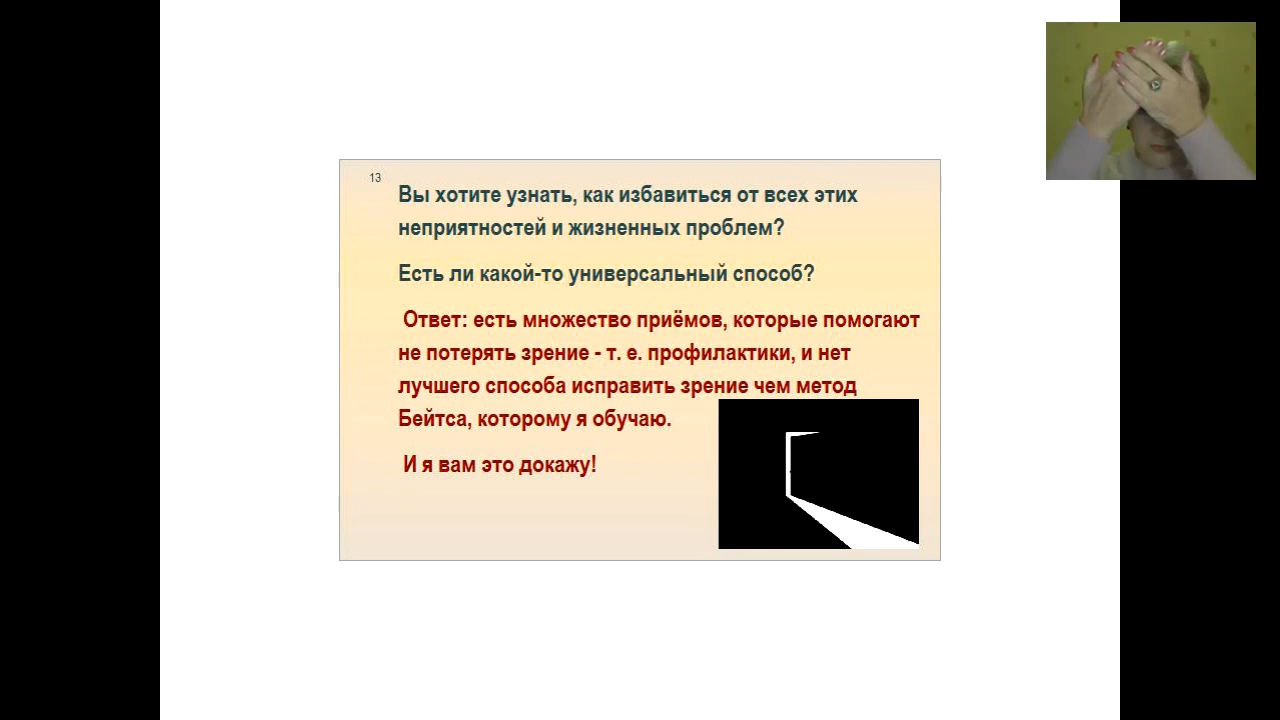 13
Вы хотите узнать, как избавиться от всех этих
неприятностей и жизненных проблем?
Есть ли какой-то универсальный способ?
Ответ: есть множество приёмов, которые помогают
не потерять зрение - т. е. профилактики, и нет
лучшего способа исправить зрение чем метод
Бейтса, которому я обучаю.
И я вам это докажу!